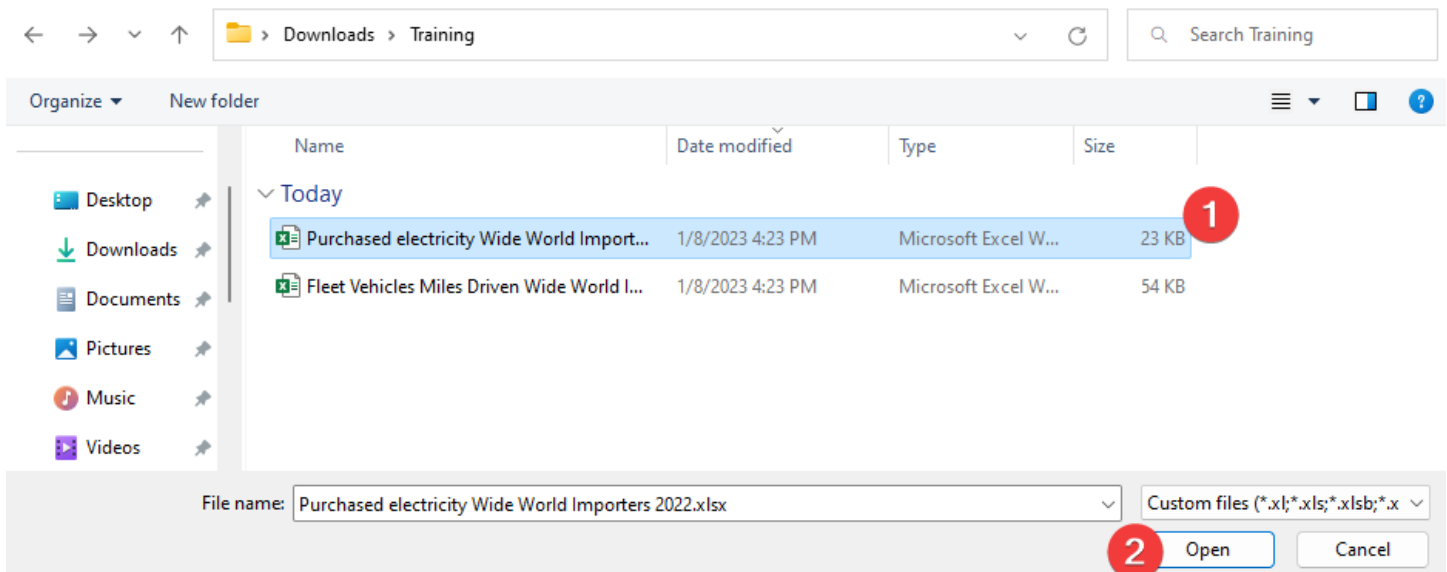 Downloads > Training
Search Training
Organize
New folder
?
Name Date modified Type Size
Today
Desktop
Downloads
Documents
Pictures
Music
Videos
Purchased electricity Wide World Import... 1/8/2023 4:23 PM Microsoft Excel W... 23 KB
1
Fleet Vehicles Miles Driven Wide World I... 1/8/2023 4:23 PM Microsoft Excel W... 54 KB
File name: Purchased electricity Wide World Importers 2022.xlsx
Custom files (*.xl;*.xls;*.xlsb;*.x
2
Open
Cancel